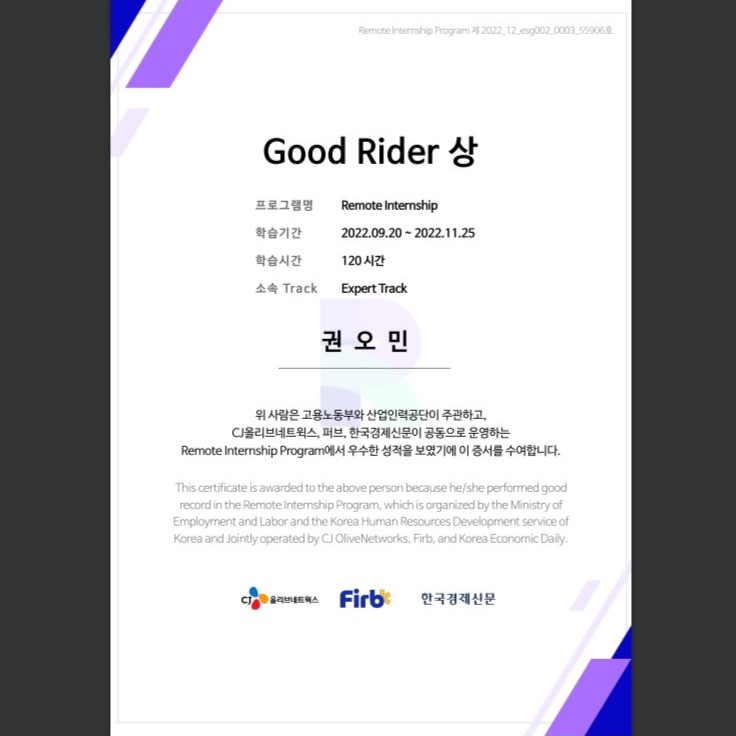 Remote Internship Program 제 2022_12_esg002_0003_55906호
Good Rider 상
프로그램명 Remote Internship
학습기간 2022.09.20 ~ 2022.11.25
학습시간 120 시간
소속 Track Expert Track
권 오 민
위 사람은 고용노동부와 산업인력공단이 주관하고,
CJ올리브네트웍스, 퍼브, 한국경제신문이 공동으로 운영하는
Remote Internship Program에서 우수한 성적을 보였기에 이 증서를 수여합니다.
This certificate is awarded to the above person because he/she performed good
record in the Remote Internship Program, which is organized by the Ministry of
Employment and Labor and the Korea Human Resources Development service of
Korea and Jointly operated by CJ OliveNetworks, Firb, and Korea Economic Daily.
CJ 올리브네트웍스 Firb 한국경제신문